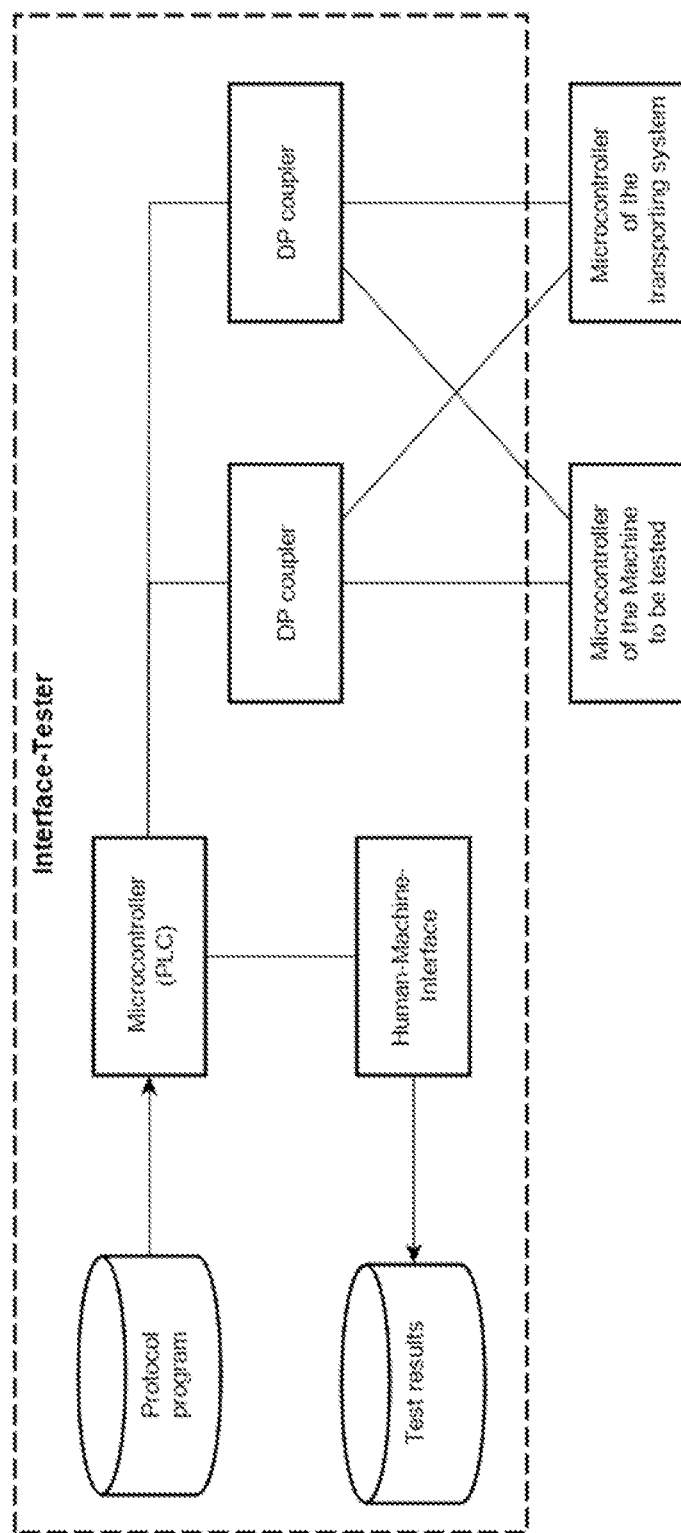 Interface-Tester
Protocol
program
Microcontroller
(PLC)
DP coupler
DP coupler
Test results
Human-Machine-
Interface
Microcontroller
of the Machine
to be tested
Microcontroller
of the
transporting system